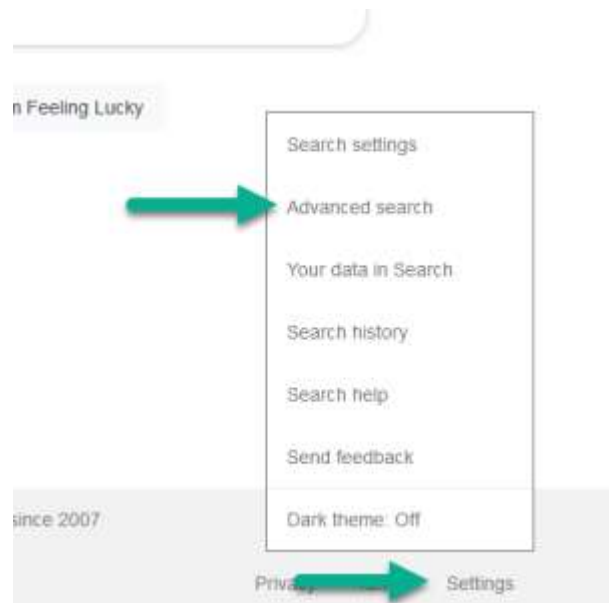 n Feeling Lucky
Search settings
Advanced search
Your data in Search
Search history
Search help
Send feedback
since 2007
Dark theme: Off
Settings